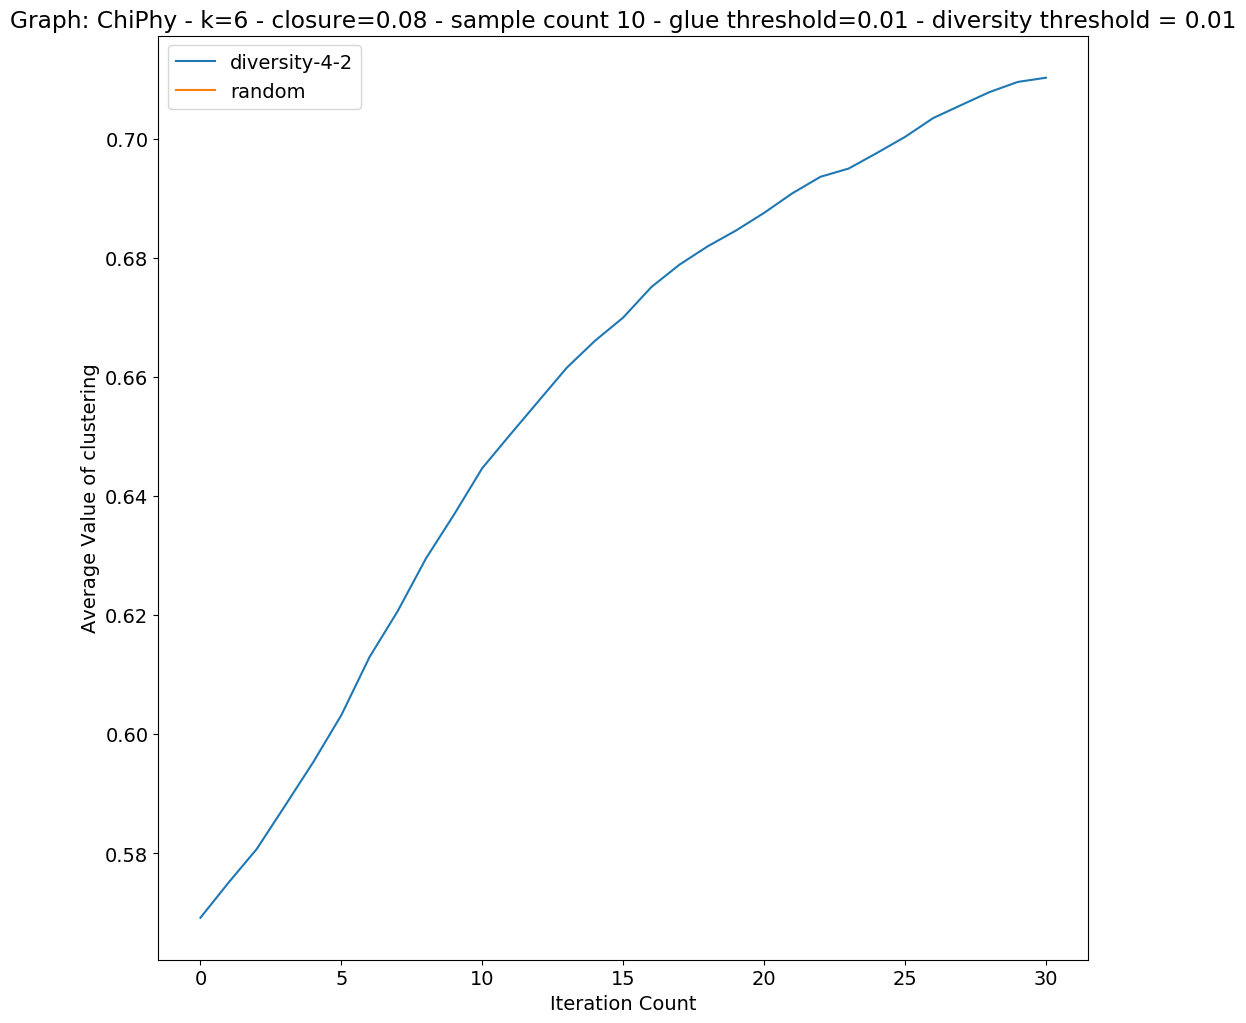 Graph: ChiPhy - k=6 - closure=0.08 - sample count 10 - glue threshold=0.01 - diversity threshold = 0.01
diversity-4-2
random
0.70
0.68
0.66
0.64
0.62
0.60
0.58
Average Value of clustering
0 5 10 15 20 25 30
Iteration Count